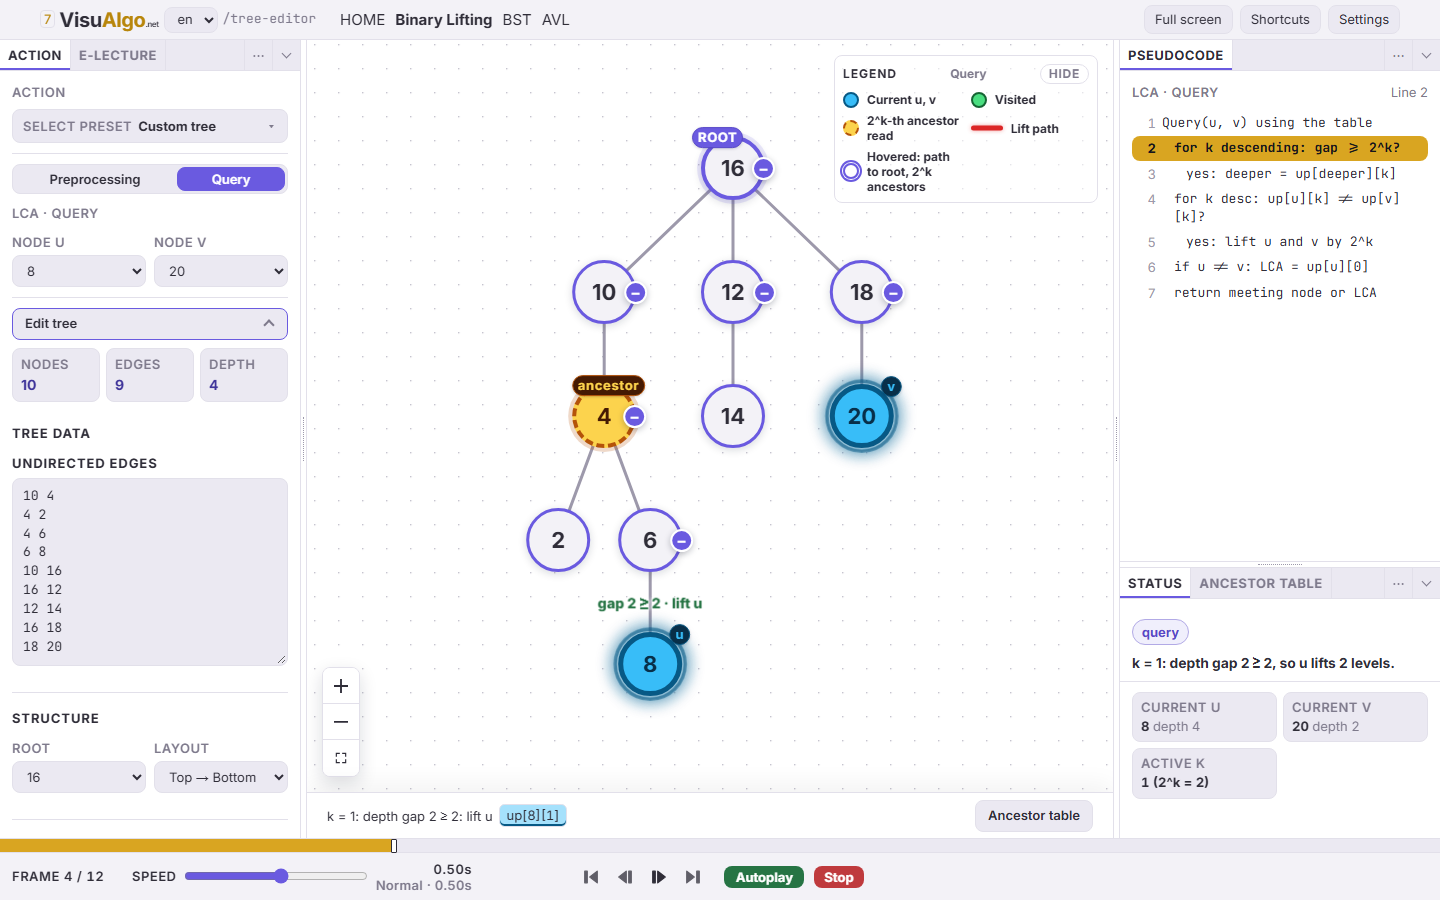 7 VisuAlgo.net en /tree-editor HOME Binary Lifting BST AVL Full screen Shortcuts Settings
ACTION E-LECTURE ...
ACTION
SELECT PRESET Custom tree
Preprocessing Query
LCA · QUERY
NODE U NODE V
8 20
Edit tree
NODES EDGES DEPTH
10 9 4
TREE DATA
UNDIRECTED EDGES
10 4
4 2
4 6
6 8
10 16
16 12
12 14
16 18
18 20
STRUCTURE
ROOT LAYOUT
16 Top → Bottom
LEGEND Query HIDE
Current u, v Visited
2^k-th ancestor
read
Lift path
Hovered: path
to root, 2^k
ancestors
ROOT
16 −
10 − 12 − 18 −
ancestor
4 − 14 20 v
2 6 −
gap 2 ≥ 2 · lift u
u
8
+
−
k = 1: depth gap 2 ≥ 2: lift u up[8][1] Ancestor table
PSEUDOCODE ...
LCA · QUERY Line 2
1 Query(u, v) using the table
2 for k descending: gap ≥ 2^k?
3 yes: deeper = up[deeper][k]
4 for k desc: up[u][k] ≠ up[v]
[k]?
5 yes: lift u and v by 2^k
6 if u ≠ v: LCA = up[u][0]
7 return meeting node or LCA
STATUS ANCESTOR TABLE ...
query
k = 1: depth gap 2 ≥ 2, so u lifts 2 levels.
CURRENT U CURRENT V
8 depth 4 20 depth 2
ACTIVE K
1 (2^k = 2)
FRAME 4 / 12 SPEED 0.50s
Normal · 0.50s
Autoplay Stop